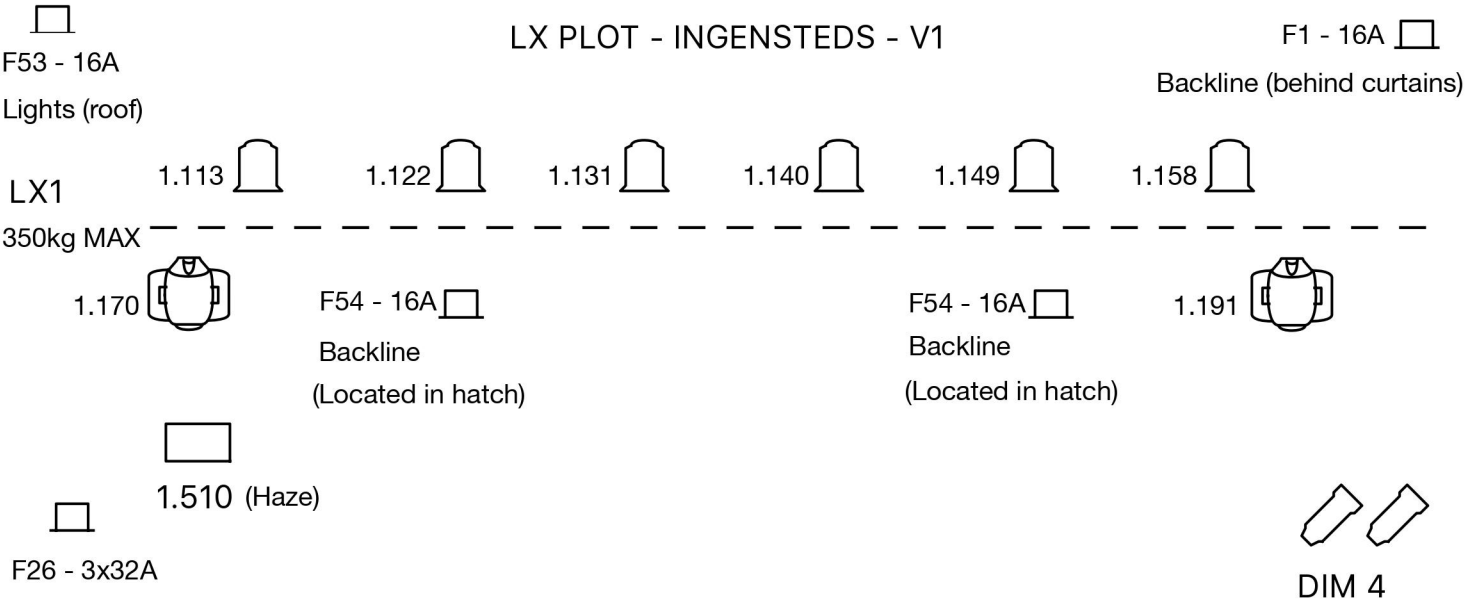 LX PLOT - INGENSTEDS - V1
F53 - 16A
Lights (roof)
F1 - 16A
Backline (behind curtains)
LX1
350kg MAX
1.113
1.122
1.131
1.140
1.149
1.158
1.170
F54 - 16A
Backline
(Located in hatch)
F54 - 16A
Backline
(Located in hatch)
1.191
1.510 (Haze)
F26 - 3x32A
DIM 4